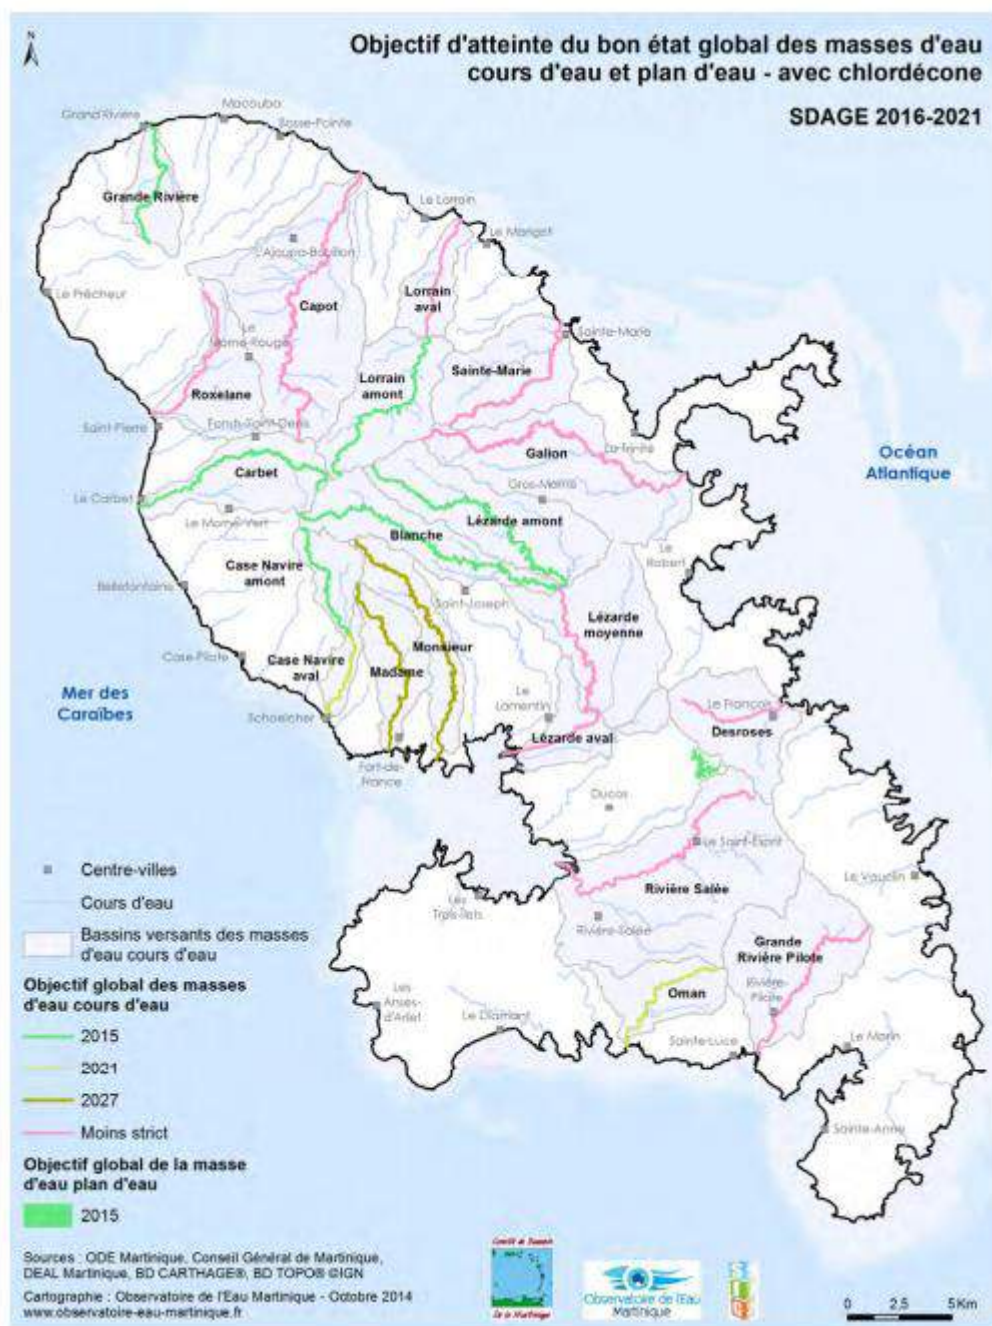 N
Objectif d'atteinte du bon état global des masses d'eau
cours d'eau et plan d'eau - avec chlordécone
SDAGE 2016-2021
Macouba
Grand'Rivière
Basse-Pointe
Grande Rivière
Le Lorrain
Le Marigot
L'Ajoupa-Bouillon
Le Prêcheur
Capot
Lorrain
aval
Sainte-Marie
Le
Morne-Rouge
Sainte-Marie
Lorrain
amont
Roxelane
Saint-Pierre
Fonds-Saint-Denis
La Trinité
Galion
Océan
Atlantique
Carbet
Gros-Morne
Le Carbet
Le Morne-Vert
Lézarde amont
Blanche
Le
Robert
Case Navire
amont
Bellefontaine
Saint-Joseph
Lézarde
moyenne
Monsieur
Case-Pilote
Case Navire
aval
Madame
Mer des
Caraïbes
Le
Lamentin
Le François
Schoelcher
Desroses
Lézarde aval
Fort-de-
France
Ducos
Le Saint-Esprit
Le Vauclin
Rivière Salée
Les
Trois-Ilets
Rivière-Salée
Grande
Rivière Pilote
Rivière-
Pilote
Oman
Les
Anses-
d'Arlet
Le Diamant
Sainte-Luce
Le Marin
Sainte-Anne
Centre-villes
Cours d'eau
Bassins versants des masses
d'eau cours d'eau
Objectif global des masses
d'eau cours d'eau
2015
2021
2027
Moins strict
Objectif global de la masse
d'eau plan d'eau
2015
Sources : ODE Martinique, Conseil Général de Martinique,
DEAL Martinique, BD CARTHAGE®, BD TOPO® ©IGN
Cartographie : Observatoire de l'Eau Martinique - Octobre 2014
www.observatoire-eau-martinique.fr
Comité de Bassin
De la Martinique
Observatoire de l'Eau
Martinique
0 2,5 5 Km